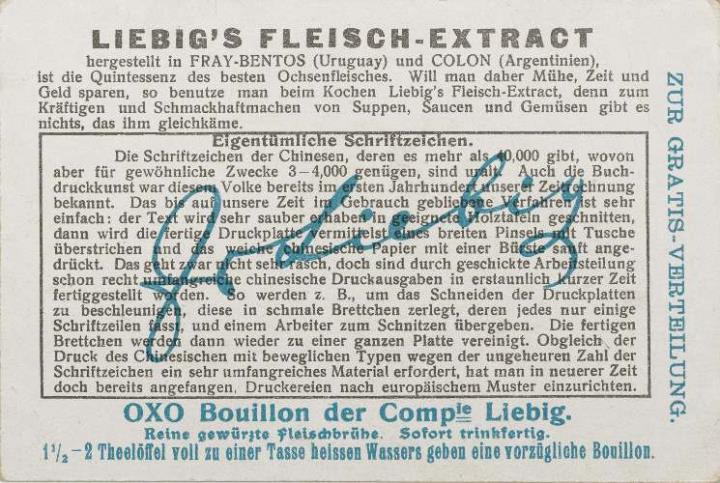 LIEBIG'S FLEISCH-EXTRACT
hergestellt in FRAY-BENTOS (Uruguay) und COLON (Argentinien),
ist die Quintessenz des besten Ochsenfleisches. Will man daher Mühe, Zeit und
Geld sparen, so benutze man beim Kochen Liebig's Fleisch-Extract, denn zum
Kräftigen und Schmackhaftmachen von Suppen, Saucen und Gemüsen gibt es
nichts, das ihm gleichkäme.
Eigentümliche Schriftzeichen.
Die Schriftzeichen der Chinesen, deren es mehr als 40,000 gibt, wovon
aber für gewöhnliche Zwecke 3–4,000 genügen, sind uralt. Auch die Buch-
druckkunst war diesem Volke bereits im ersten Jahrhundert unserer Zeitrechnung
bekannt. Das bis auf unsere Zeit im Gebrauch gebliebene Verfahren ist sehr
einfach: der Text wird sehr sauber erhaben in geeignete Holztafeln geschnitten,
dann wird die fertige Druckplatte vermittelst eines breiten Pinsels mit Tusche
überstrichen und das weiche chinesische Papier mit einer Bürste sanft ange-
drückt. Das geht zwar nicht sehr rasch, doch sind durch geschickte Arbeitsteilung
schon recht umfangreiche chinesische Druckausgaben in erstaunlich kurzer Zeit
fertiggestellt worden. So werden z. B., um das Schneiden der Druckplatten
zu beschleunigen, diese in schmale Brettchen zerlegt, deren jedes nur einige
Schriftzeilen fasst, und einem Arbeiter zum Schnitzen übergeben. Die fertigen
Brettchen werden dann wieder zu einer ganzen Platte vereinigt. Obgleich der
Druck des Chinesischen mit beweglichen Typen wegen der ungeheuren Zahl der
Schriftzeichen ein sehr umfangreiches Material erfordert, hat man in neuerer Zeit
doch bereits angefangen, Druckereien nach europäischem Muster einzurichten.
J v Liebig
ZUR GRATIS-VERTEILUNG.
OXO Bouillon der Compie Liebig.
Reine gewürzte Fleischbrühe. Sofort trinkfertig.
1½–2 Theelöffel voll zu einer Tasse heissen Wassers geben eine vorzügliche Bouillon.